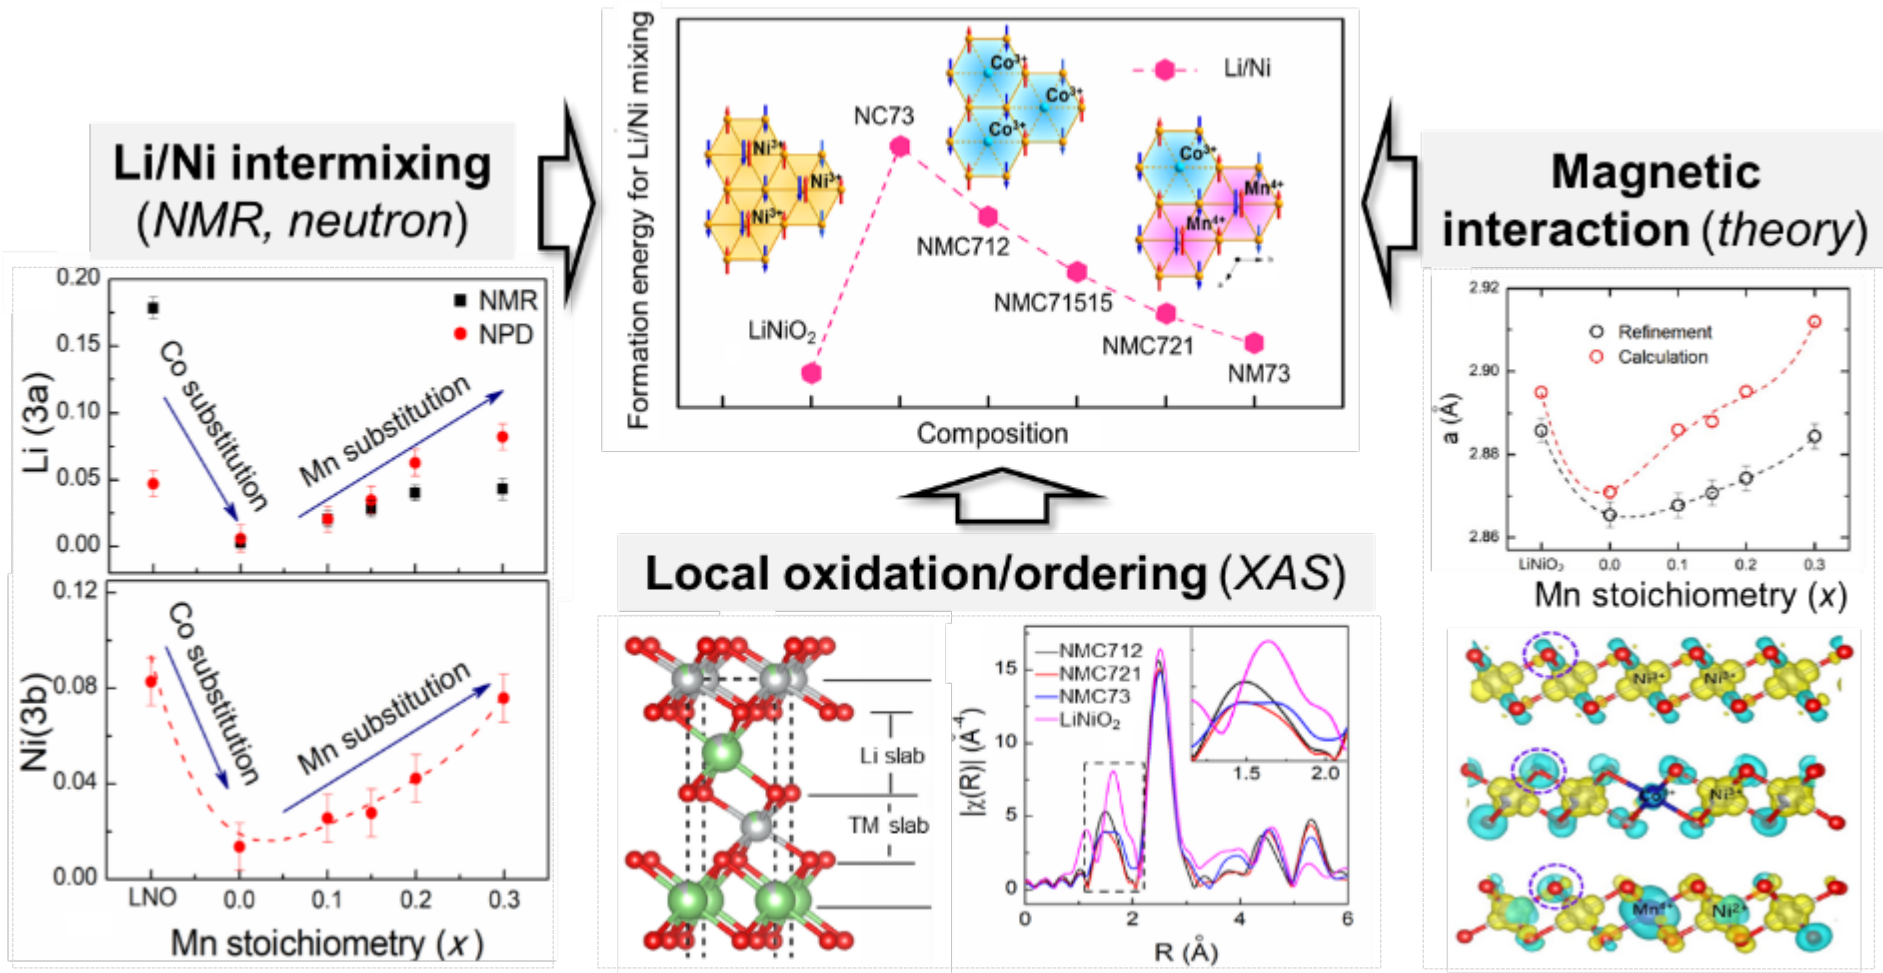 Li/Ni intermixing
(NMR, neutron)
0.20
0.15
0.10
0.05
0.00
Li (3a)
NMR
NPD
Co substitution
Mn substitution
0.12
0.08
0.04
0.00
Ni(3b)
Co substitution
Mn substitution
LNO 0.0 0.1 0.2 0.3
Mn stoichiometry (x)
Formation energy for Li/Ni mixing
Li/Ni
NC73
Co³⁺
Co³⁺
Co³⁺
Ni³⁺
Ni³⁺
Ni³⁺
Co³⁺
Mn⁴⁺
Mn⁴⁺
NMC712
NMC71515
LiNiO₂
NMC721
NM73
Composition
Local oxidation/ordering (XAS)
Li slab
TM slab
|χ(R)| (Å⁻⁴)
15
10
5
0
NMC712
NMC721
NMC73
LiNiO₂
1.5 2.0
0 2 4 6
R (Å)
Magnetic
interaction (theory)
2.92
2.90
2.88
2.86
a (Å)
Refinement
Calculation
LiNiO₂ 0.0 0.1 0.2 0.3
Mn stoichiometry (x)
Ni³⁺ Ni³⁺
Ni³⁺
Mn⁴⁺ Ni²⁺